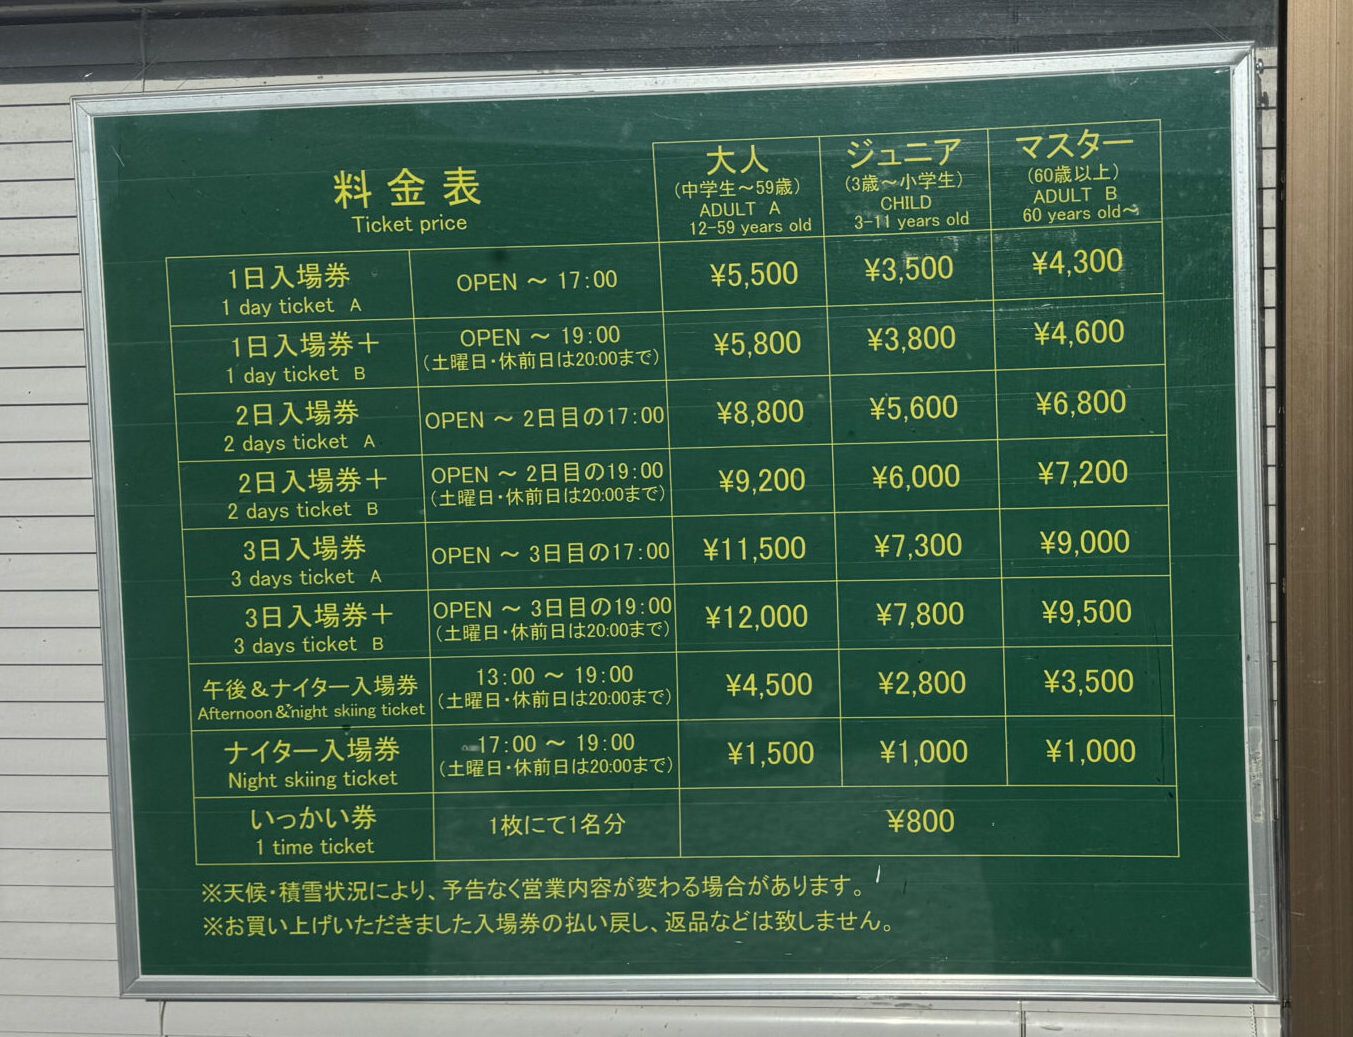 料金表
Ticket price
大人
(中学生～59歳)
ADULT A
12-59 years old
ジュニア
(3歳～小学生)
CHILD
3-11 years old
マスター
(60歳以上)
ADULT B
60 years old～
1日入場券
1 day ticket A
OPEN ～ 17:00
¥5,500
¥3,500
¥4,300
1日入場券＋
1 day ticket B
OPEN ～ 19:00
(土曜日・休前日は20:00まで)
¥5,800
¥3,800
¥4,600
2日入場券
2 days ticket A
OPEN ～ 2日目の17:00
¥8,800
¥5,600
¥6,800
2日入場券＋
2 days ticket B
OPEN ～ 2日目の19:00
(土曜日・休前日は20:00まで)
¥9,200
¥6,000
¥7,200
3日入場券
3 days ticket A
OPEN ～ 3日目の17:00
¥11,500
¥7,300
¥9,000
3日入場券＋
3 days ticket B
OPEN ～ 3日目の19:00
(土曜日・休前日は20:00まで)
¥12,000
¥7,800
¥9,500
午後＆ナイター入場券
Afternoon&night skiing ticket
13:00 ～ 19:00
(土曜日・休前日は20:00まで)
¥4,500
¥2,800
¥3,500
ナイター入場券
Night skiing ticket
17:00 ～ 19:00
(土曜日・休前日は20:00まで)
¥1,500
¥1,000
¥1,000
いっかい券
1 time ticket
1枚にて1名分
¥800
※天候・積雪状況により、予告なく営業内容が変わる場合があります。
※お買い上げいただきました入場券の払い戻し、返品などは致しません。